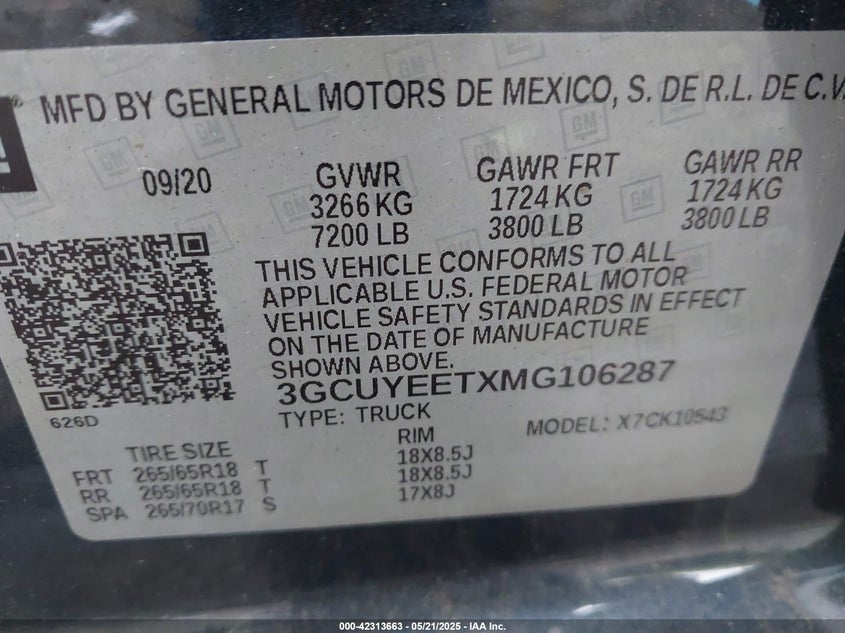 MFD BY GENERAL MOTORS DE MEXICO, S. DE R.L. DE C.V.
09/20
GVWR GAWR FRT GAWR RR
3266 KG 1724 KG 1724 KG
7200 LB 3800 LB 3800 LB
THIS VEHICLE CONFORMS TO ALL
APPLICABLE U.S. FEDERAL MOTOR
VEHICLE SAFETY STANDARDS IN EFFECT
ON THE DATE OF MANUFACTURE
SHOWN ABOVE.
3GCUYEETXMG106287
626D
TYPE: TRUCK MODEL: X7CK10543
TIRE SIZE RIM
FRT 265/65R18 T 18X8.5J
RR 265/65R18 T 18X8.5J
SPA 265/70R17 S 17X8J
000-42313663 - 05/21/2025 - IAA Inc.